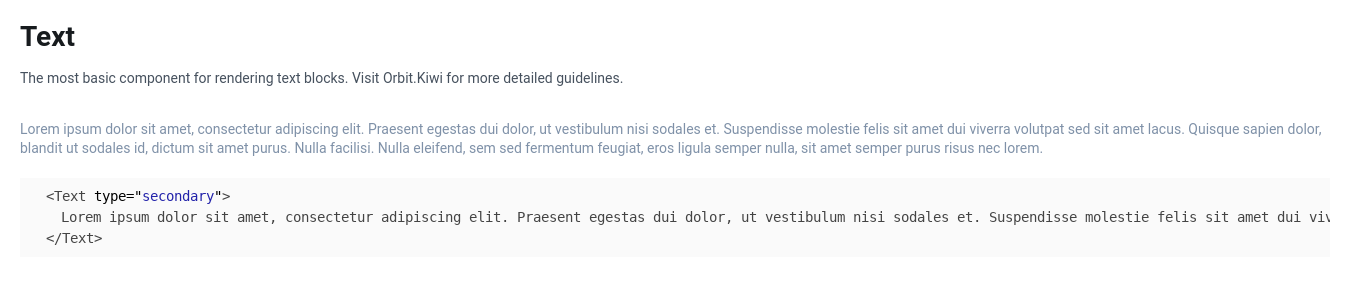 Text
The most basic component for rendering text blocks. Visit Orbit.Kiwi for more detailed guidelines.
Lorem ipsum dolor sit amet, consectetur adipiscing elit. Praesent egestas dui dolor, ut vestibulum nisi sodales et. Suspendisse molestie felis sit amet dui viverra volutpat sed sit amet lacus. Quisque sapien dolor,
blandit ut sodales id, dictum sit amet purus. Nulla facilisi. Nulla eleifend, sem sed fermentum feugiat, eros ligula semper nulla, sit amet semper purus risus nec lorem.
<Text type="secondary">
Lorem ipsum dolor sit amet, consectetur adipiscing elit. Praesent egestas dui dolor, ut vestibulum nisi sodales et. Suspendisse molestie felis sit amet dui viv
</Text>